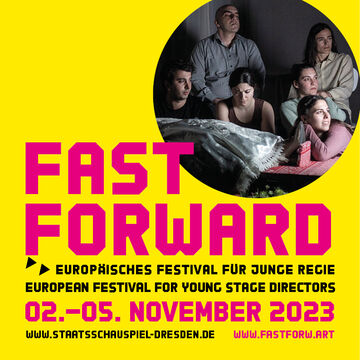 FAST
FORWARD
EUROPÄISCHES FESTIVAL FÜR JUNGE REGIE
EUROPEAN FESTIVAL FOR YOUNG STAGE DIRECTORS
02.–05. NOVEMBER 2023
WWW.STAATSSCHAUSPIEL-DRESDEN.DE WWW.FASTFORW.ART